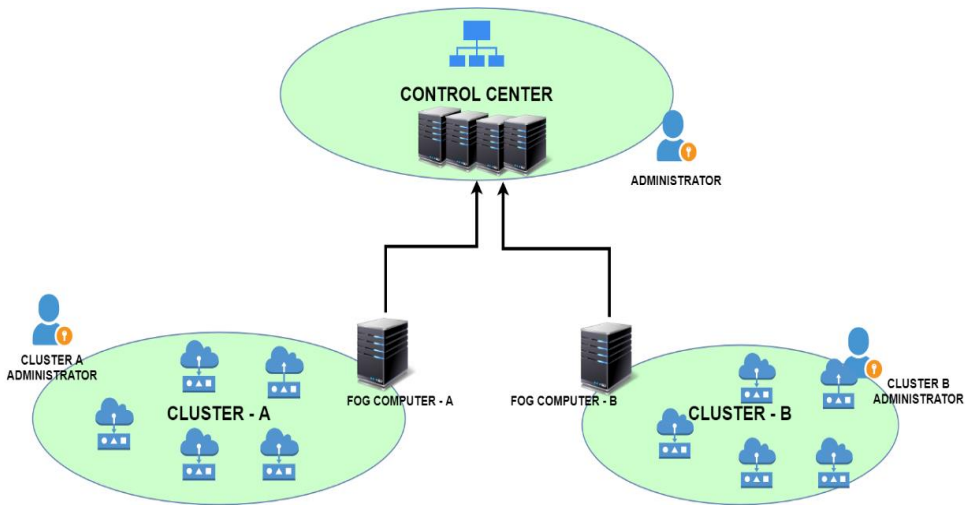 CONTROL CENTER
ADMINISTRATOR
CLUSTER A
ADMINISTRATOR
FOG COMPUTER - A
CLUSTER - A
FOG COMPUTER - B
CLUSTER B
ADMINISTRATOR
CLUSTER - B